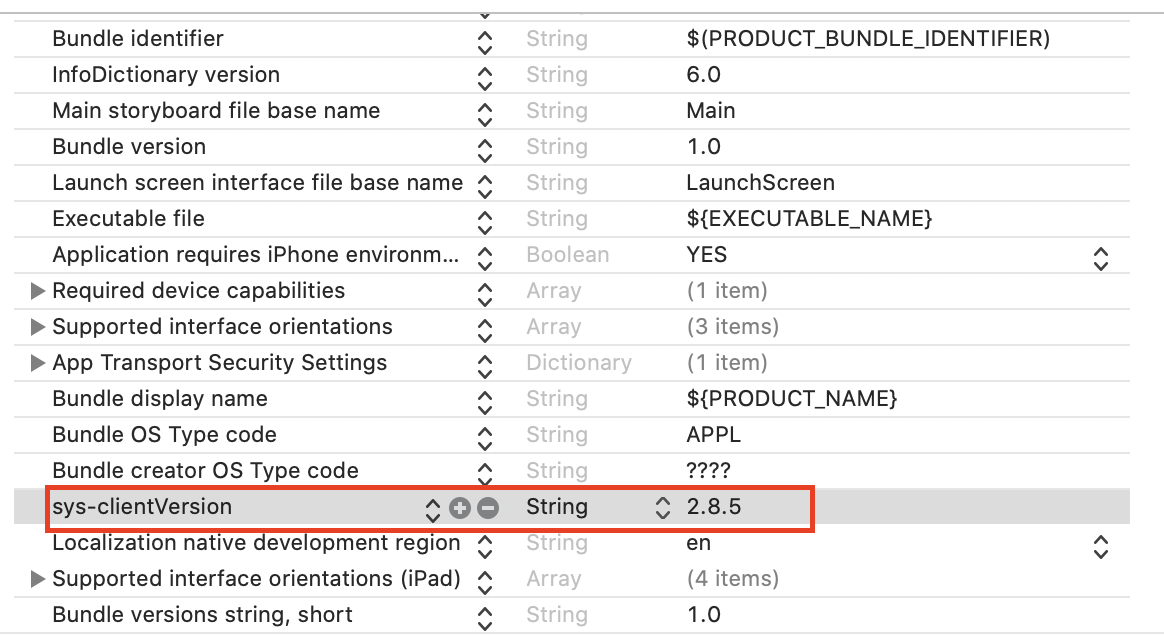 Bundle identifier String $(PRODUCT_BUNDLE_IDENTIFIER)
InfoDictionary version String 6.0
Main storyboard file base name String Main
Bundle version String 1.0
Launch screen interface file base name String LaunchScreen
Executable file String ${EXECUTABLE_NAME}
Application requires iPhone environm... Boolean YES
Required device capabilities Array (1 item)
Supported interface orientations Array (3 items)
App Transport Security Settings Dictionary (1 item)
Bundle display name String ${PRODUCT_NAME}
Bundle OS Type code String APPL
Bundle creator OS Type code String ????
sys-clientVersion String 2.8.5
Localization native development region String en
Supported interface orientations (iPad) Array (4 items)
Bundle versions string, short String 1.0